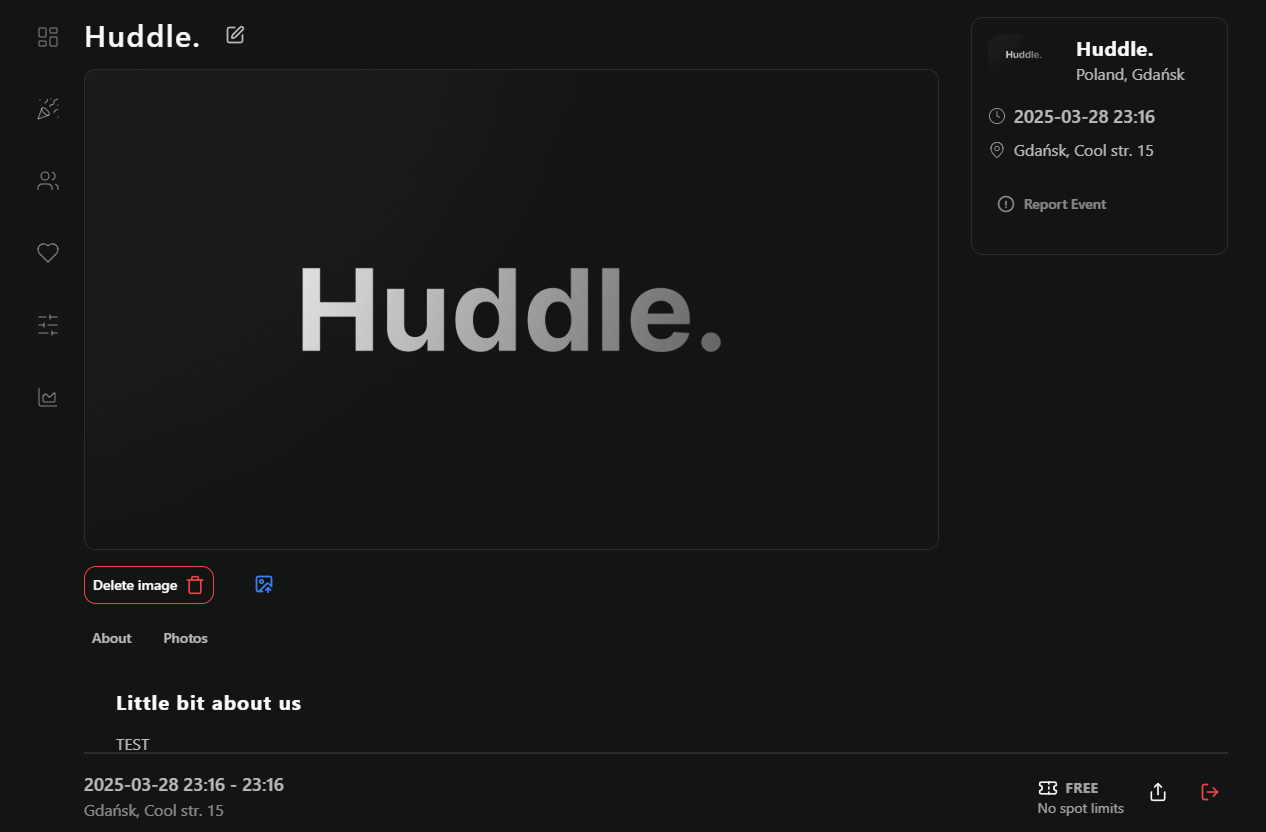 Huddle.
Huddle.
Delete image
About
Photos
Little bit about us
TEST
Huddle.
Huddle.
Poland, Gdańsk
2025-03-28 23:16
Gdańsk, Cool str. 15
Report Event
2025-03-28 23:16 - 23:16
Gdańsk, Cool str. 15
FREE
No spot limits